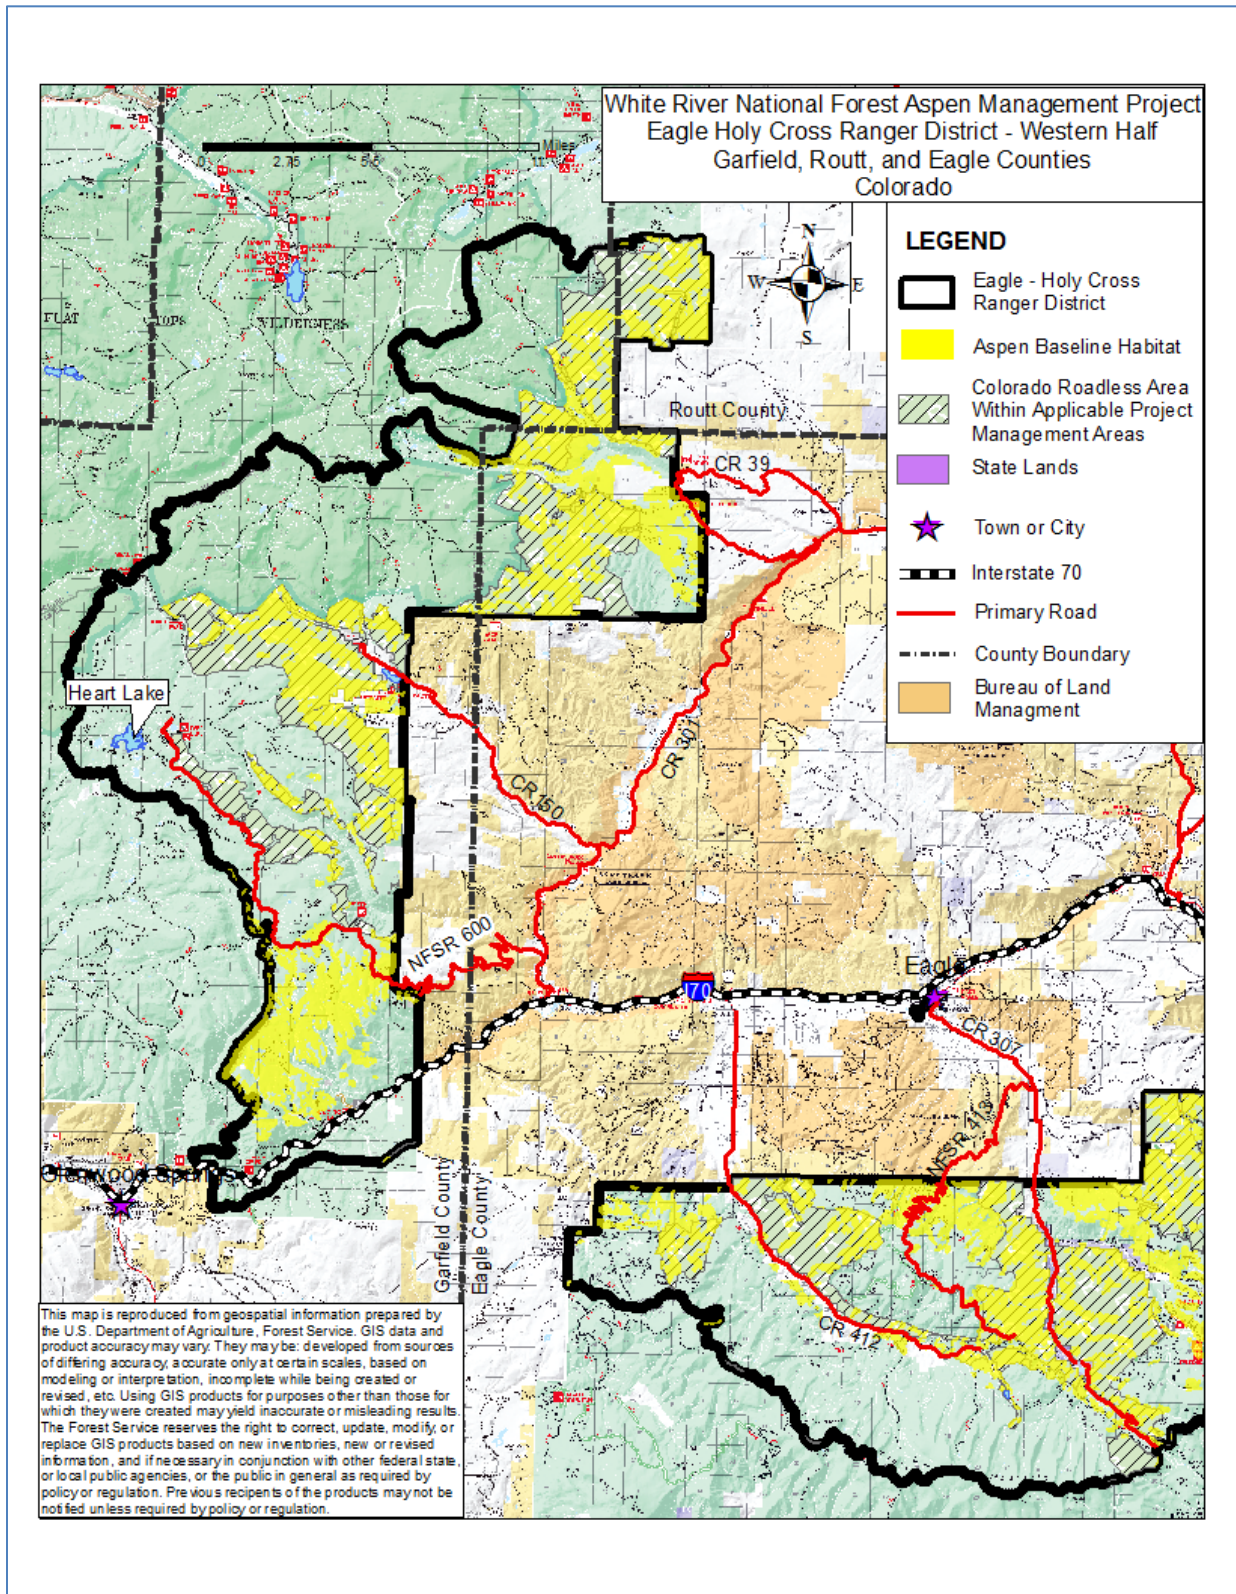 White River National Forest Aspen Management Project
Eagle Holy Cross Ranger District - Western Half
Garfield, Routt, and Eagle Counties
Colorado
Miles
0 2.75 5.5 11
N
W E
S
LEGEND
Eagle - Holy Cross
Ranger District
Aspen Baseline Habitat
Colorado Roadless Area
Within Applicable Project
Management Areas
State Lands
Town or City
Interstate 70
Primary Road
County Boundary
Bureau of Land
Managment
FLAT TOPS WILDERNESS
Routt County
CR 39
Heart Lake
CR 301
CR150
NFSR 600
Eagle
170
CR 307
NFSR 413
Glenwood Springs
Garfield County
Eagle County
CR 412
This map is reproduced from geospatial information prepared by
the U.S. Department of Agriculture, Forest Service. GIS data and
product accuracy may vary. They may be: developed from sources
of differing accuracy, accurate only at certain scales, based on
modeling or interpretation, incomplete while being created or
revised, etc. Using GIS products for purposes other than those for
which they were created may yield inaccurate or misleading results.
The Forest Service reserves the right to correct, update, modify, or
replace GIS products based on new inventories, new or revised
information, and if necessary in conjunction with other federal state,
or local public agencies, or the public in general as required by
policy or regulation. Previous recipents of the products may not be
notified unless required by policy or regulation.